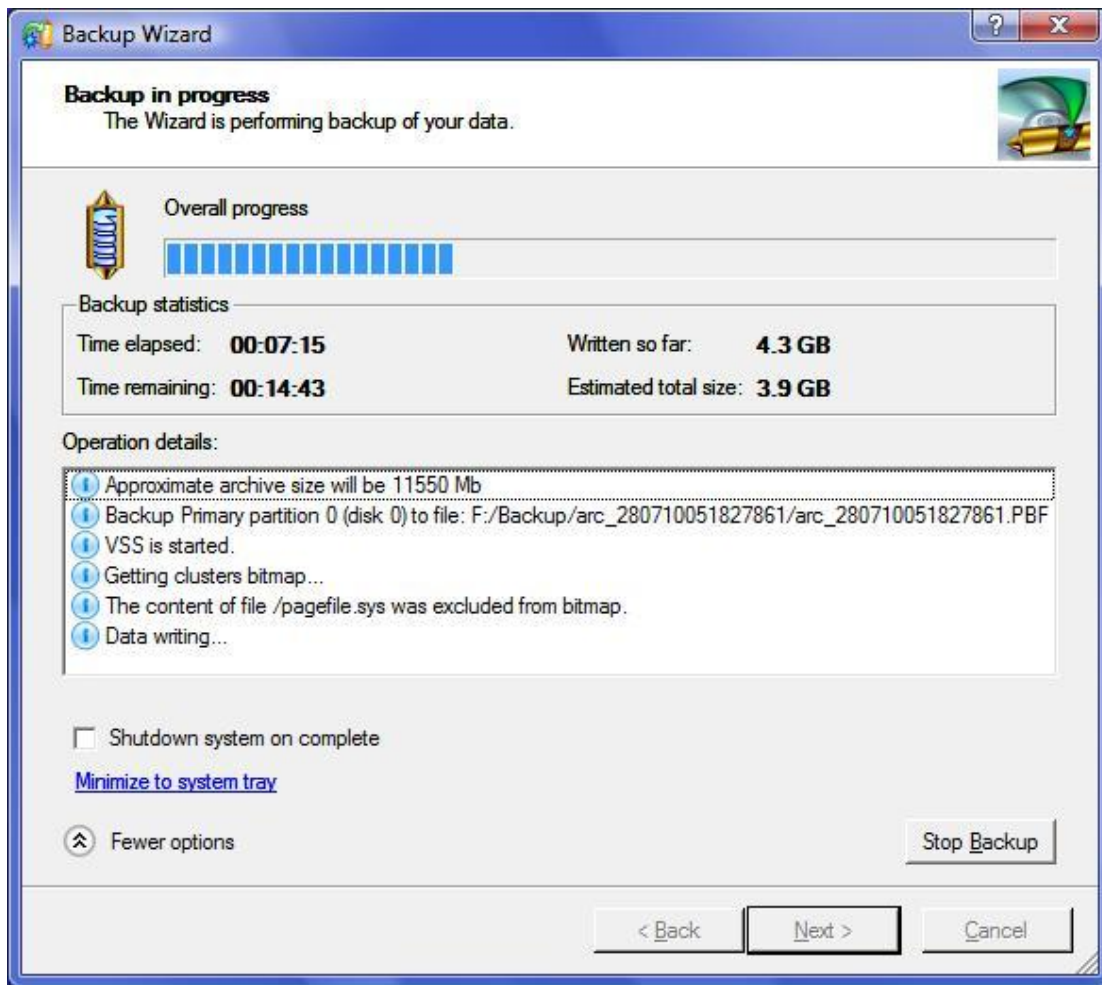 Backup Wizard
Backup in progress
The Wizard is performing backup of your data.
Overall progress
Backup statistics
Time elapsed: 00:07:15 Written so far: 4.3 GB
Time remaining: 00:14:43 Estimated total size: 3.9 GB
Operation details:
Approximate archive size will be 11550 Mb
Backup Primary partition 0 (disk 0) to file: F:/Backup/arc_280710051827861/arc_280710051827861.PBF
VSS is started.
Getting clusters bitmap...
The content of file /pagefile.sys was excluded from bitmap.
Data writing...
Shutdown system on complete
Minimize to system tray
Fewer options Stop Backup
< Back Next > Cancel